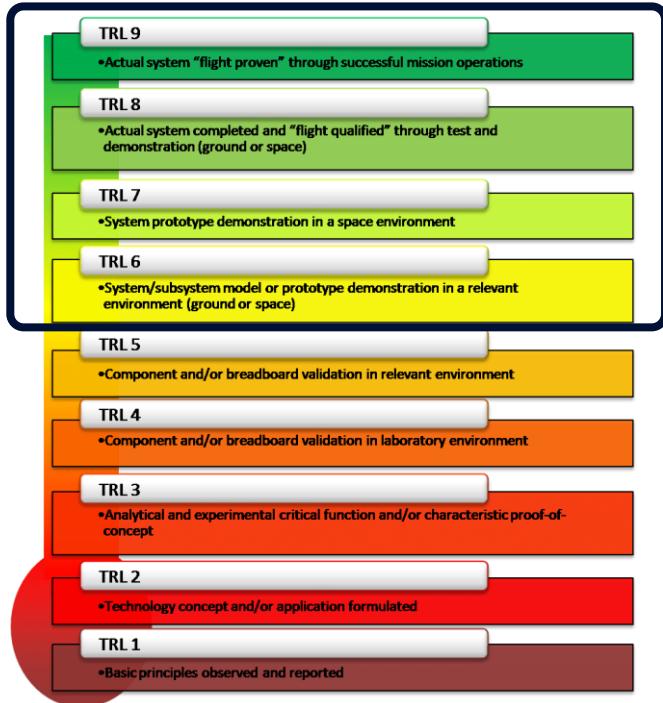 TRL 9
•Actual system “flight proven” through successful mission operations
TRL 8
•Actual system completed and “flight qualified” through test and
demonstration (ground or space)
TRL 7
•System prototype demonstration in a space environment
TRL 6
•System/subsystem model or prototype demonstration in a relevant
environment (ground or space)
TRL 5
•Component and/or breadboard validation in relevant environment
TRL 4
•Component and/or breadboard validation in laboratory environment
TRL 3
•Analytical and experimental critical function and/or characteristic proof-of-
concept
TRL 2
•Technology concept and/or application formulated
TRL 1
•Basic principles observed and reported